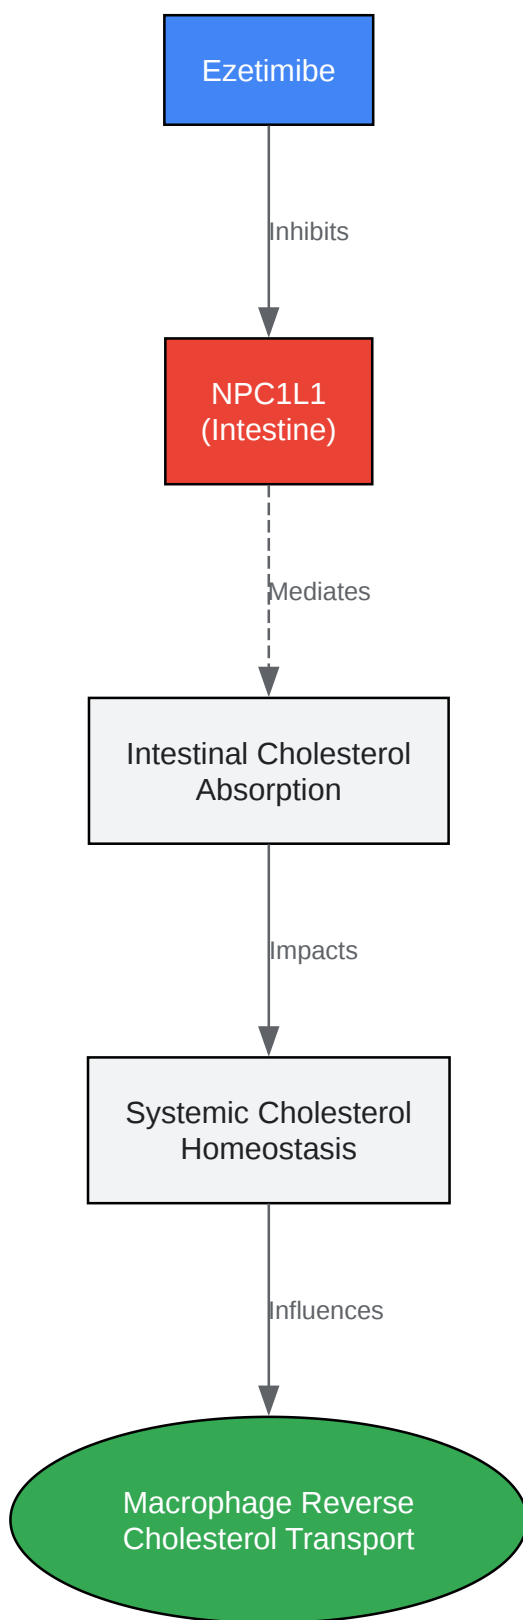 Ezetimibe
Inhibits
NPC1L1
(Intestine)
Mediates
Intestinal Cholesterol
Absorption
Impacts
Systemic Cholesterol
Homeostasis
Influences
Macrophage Reverse
Cholesterol Transport